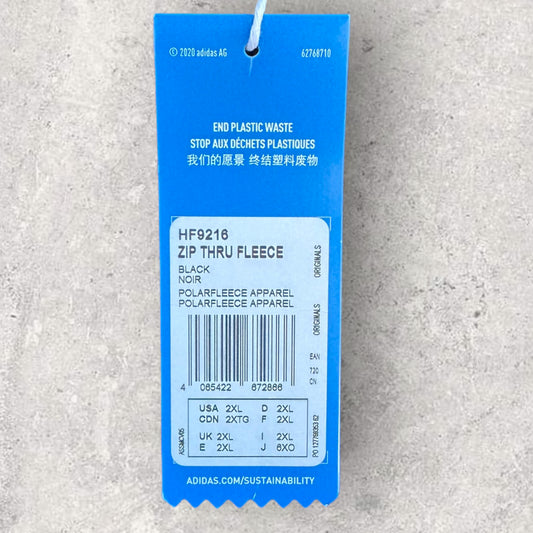 © 2020 adidas AG 62768710
END PLASTIC WASTE
STOP AUX DÉCHETS PLASTIQUES
我们的愿景 终结塑料废物
HF9216
ZIP THRU FLEECE
BLACK
NOIR
POLARFLEECE APPAREL
POLARFLEECE APPAREL
ORIGINALS
ORIGINALS
EAN
720
CN
4 065422 672866
USA 2XL D 2XL
CDN 2XTG F 2XL
UK 2XL I 2XL
E 2XL J 6XO
ADIDAS.COM/SUSTAINABILITY